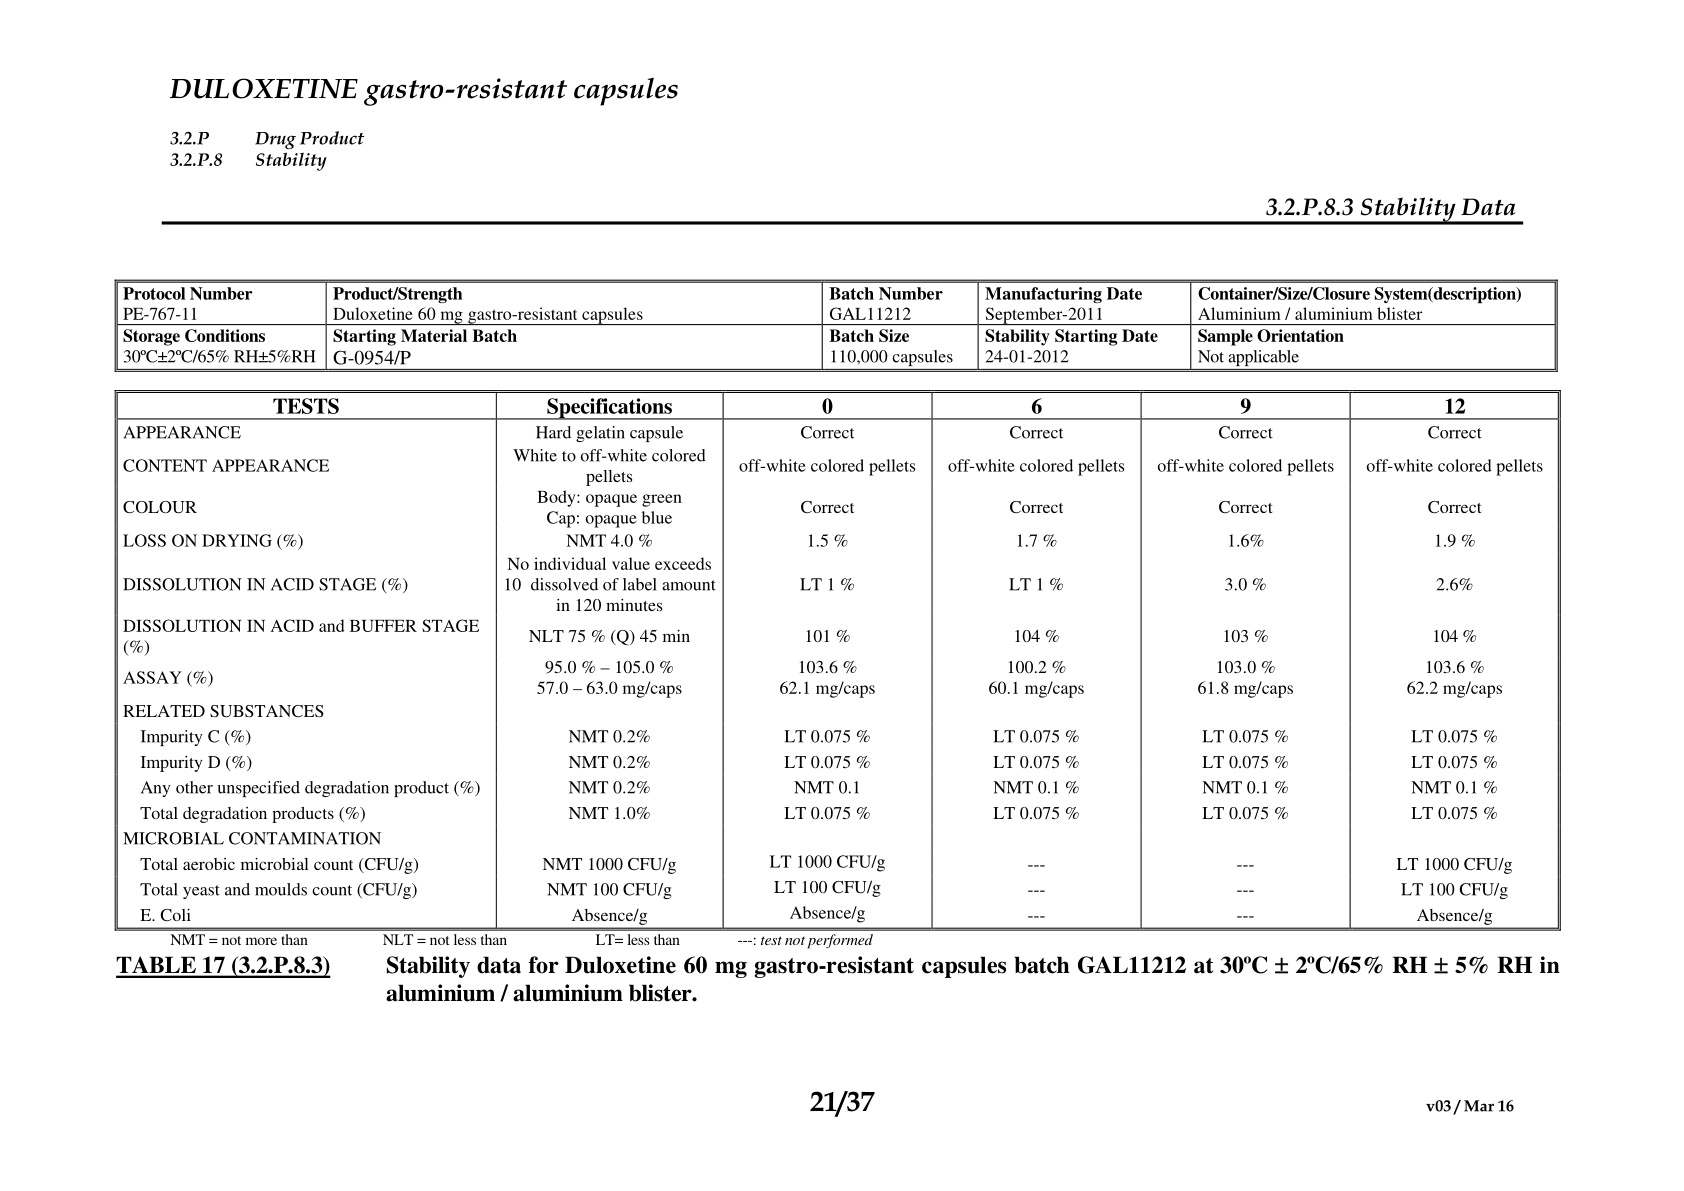 DULOXETINE gastro-resistant capsules
3.2.P Drug Product
3.2.P.8 Stability
3.2.P.8.3 Stability Data
Protocol Number Product/Strength Batch Number Manufacturing Date Container/Size/Closure System(description)
PE-767-11 Duloxetine 60 mg gastro-resistant capsules GAL11212 September-2011 Aluminium / aluminium blister
Storage Conditions Starting Material Batch Batch Size Stability Starting Date Sample Orientation
30ºC±2ºC/65% RH±5%RH G-0954/P 110,000 capsules 24-01-2012 Not applicable
TESTS Specifications 0 6 9 12
APPEARANCE Hard gelatin capsule Correct Correct Correct Correct
CONTENT APPEARANCE White to off-white colored pellets off-white colored pellets off-white colored pellets off-white colored pellets off-white colored pellets
COLOUR Body: opaque green Cap: opaque blue Correct Correct Correct Correct
LOSS ON DRYING (%) NMT 4.0 % 1.5 % 1.7 % 1.6% 1.9 %
DISSOLUTION IN ACID STAGE (%) No individual value exceeds 10 dissolved of label amount in 120 minutes LT 1 % LT 1 % 3.0 % 2.6%
DISSOLUTION IN ACID and BUFFER STAGE (%) NLT 75 % (Q) 45 min 101 % 104 % 103 % 104 %
ASSAY (%) 95.0 % – 105.0 % 103.6 % 100.2 % 103.0 % 103.6 %
57.0 – 63.0 mg/caps 62.1 mg/caps 60.1 mg/caps 61.8 mg/caps 62.2 mg/caps
RELATED SUBSTANCES
Impurity C (%) NMT 0.2% LT 0.075 % LT 0.075 % LT 0.075 % LT 0.075 %
Impurity D (%) NMT 0.2% LT 0.075 % LT 0.075 % LT 0.075 % LT 0.075 %
Any other unspecified degradation product (%) NMT 0.2% NMT 0.1 NMT 0.1 % NMT 0.1 % NMT 0.1 %
Total degradation products (%) NMT 1.0% LT 0.075 % LT 0.075 % LT 0.075 % LT 0.075 %
MICROBIAL CONTAMINATION
Total aerobic microbial count (CFU/g) NMT 1000 CFU/g LT 1000 CFU/g --- --- LT 1000 CFU/g
Total yeast and moulds count (CFU/g) NMT 100 CFU/g LT 100 CFU/g --- --- LT 100 CFU/g
E. Coli Absence/g Absence/g --- --- Absence/g
NMT = not more than NLT = not less than LT= less than ---: test not performed
TABLE 17 (3.2.P.8.3) Stability data for Duloxetine 60 mg gastro-resistant capsules batch GAL11212 at 30ºC ± 2ºC/65% RH ± 5% RH in
aluminium / aluminium blister.
21/37
v03 / Mar 16